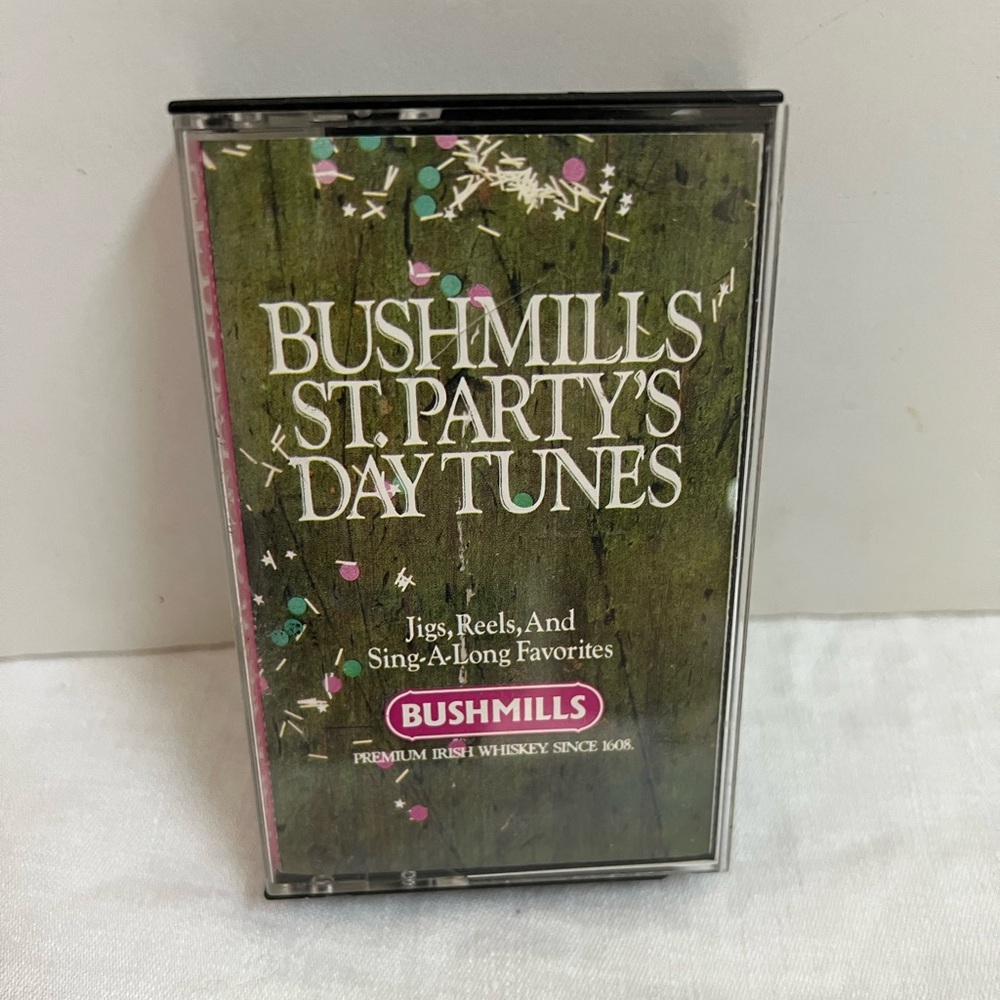 BUSHMILLS
ST. PARTY'S
DAY TUNES
Jigs, Reels, And
Sing-A-Long Favorites
BUSHMILLS
PREMIUM IRISH WHISKEY. SINCE 1608.